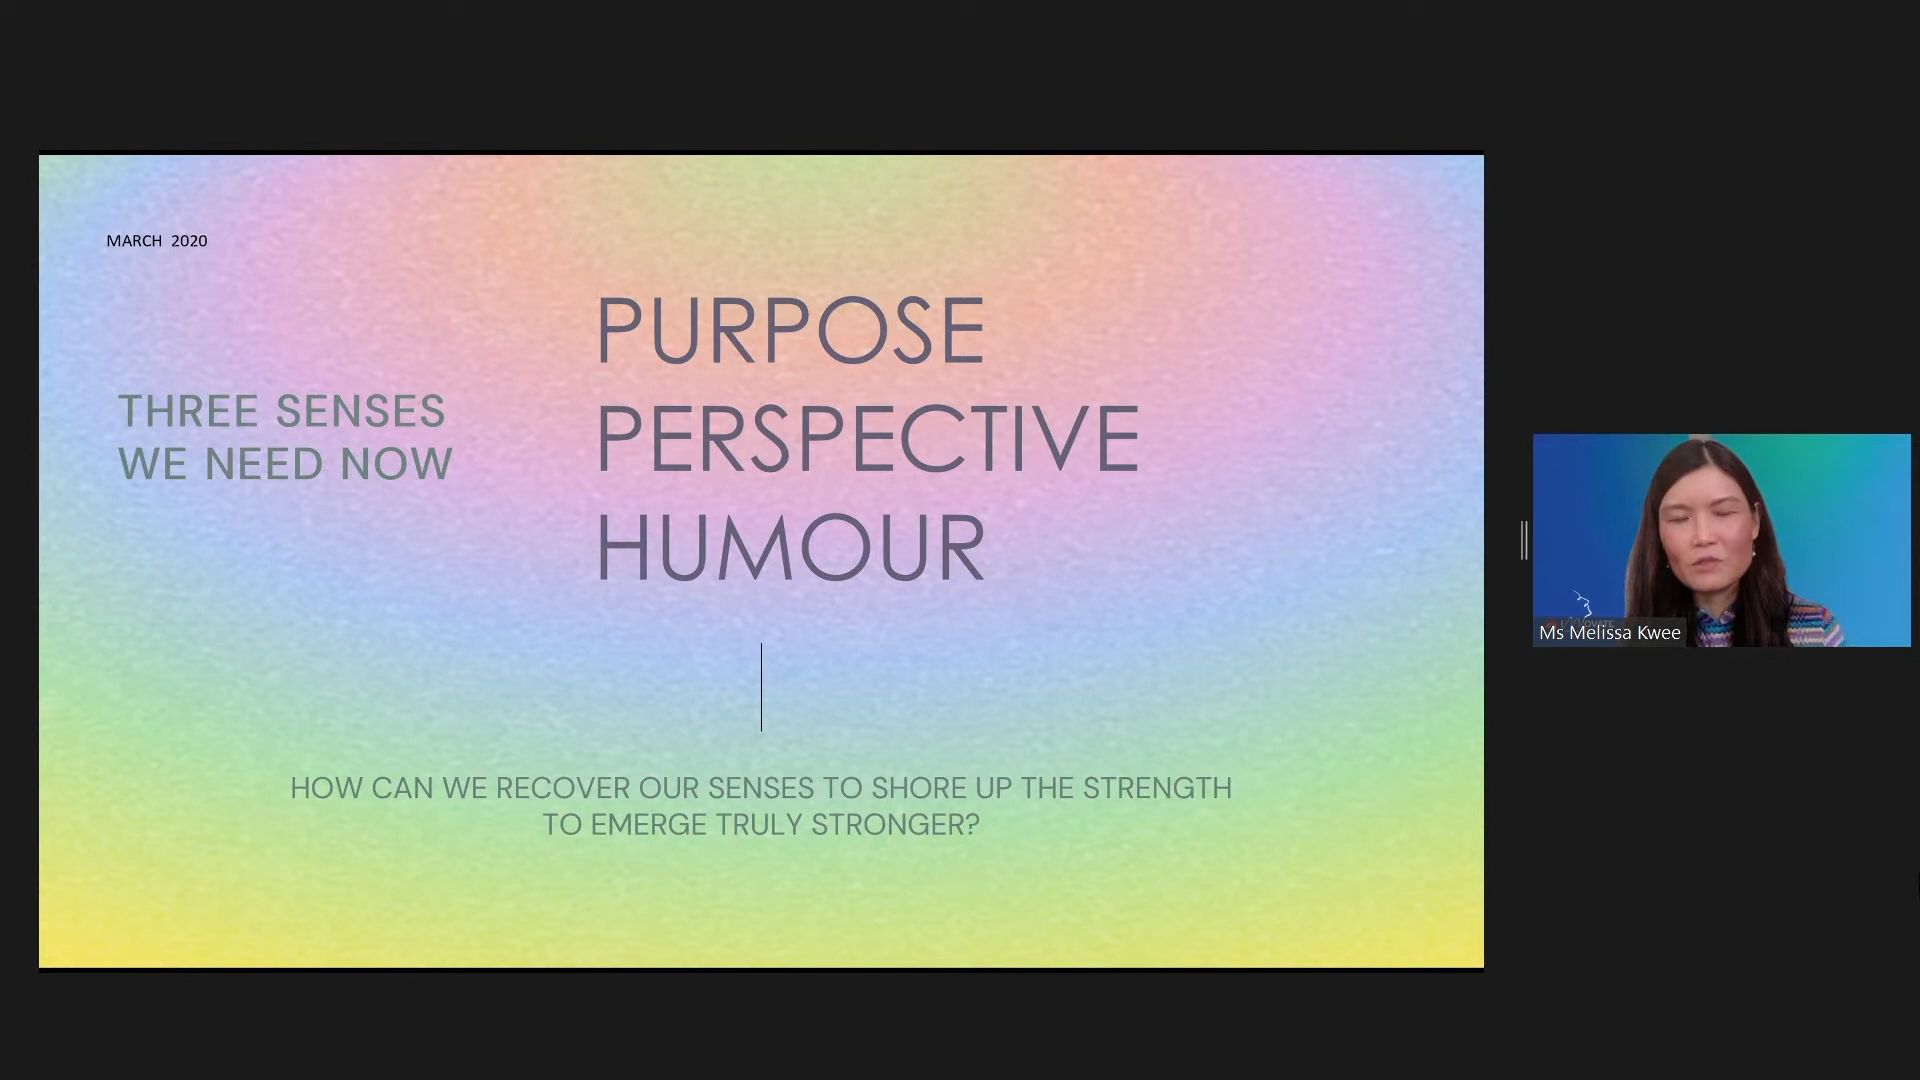 MARCH 2020
THREE SENSES
WE NEED NOW
PURPOSE
PERSPECTIVE
HUMOUR
HOW CAN WE RECOVER OUR SENSES TO SHORE UP THE STRENGTH
TO EMERGE TRULY STRONGER?
Ms Melissa Kwee